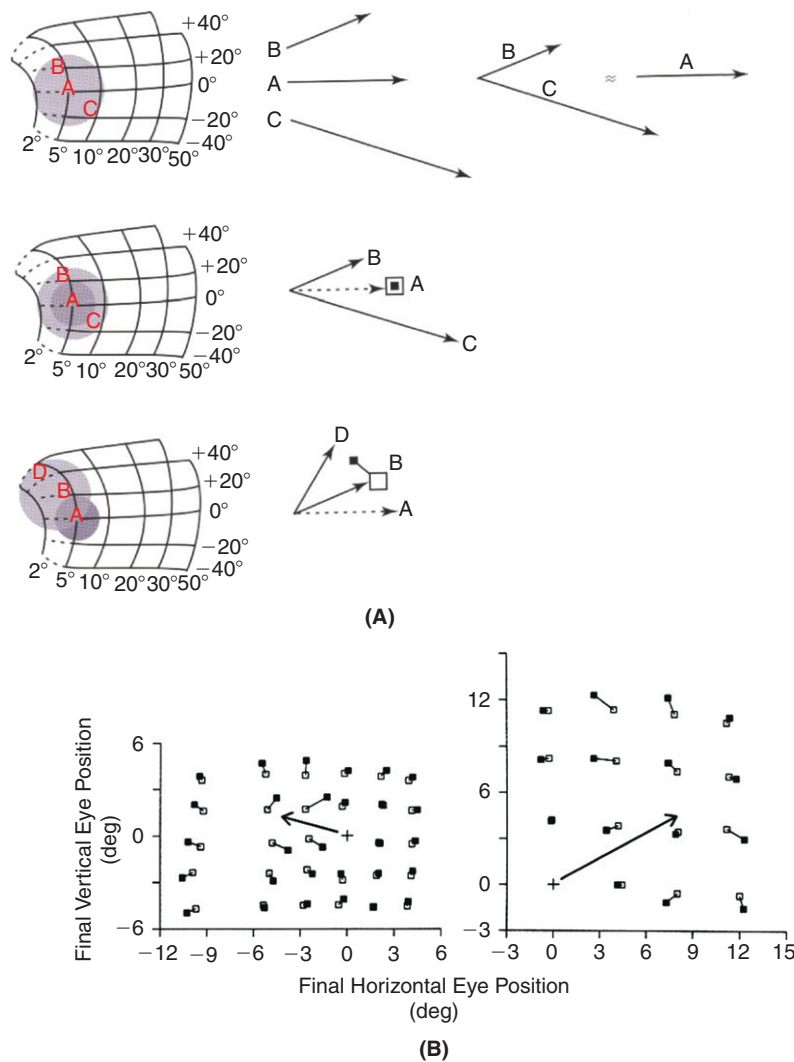 +40°
+20°
0°
−20°
−40°
2° 5° 10° 20° 30° 50°
B
A
C
B
A
C
B
C
≈
A
+40°
+20°
0°
−20°
−40°
2° 5° 10° 20° 30° 50°
B
A
C
B
A
C
+40°
+20°
0°
−20°
−40°
2° 5° 10° 20° 30° 50°
D
B
A
D
B
A
(A)
Final Vertical Eye Position
(deg)
6
0
−6
−12 −9 −6 −3 0 3 6
12
6
0
−3
−3 0 3 6 9 12 15
Final Horizontal Eye Position
(deg)
(B)